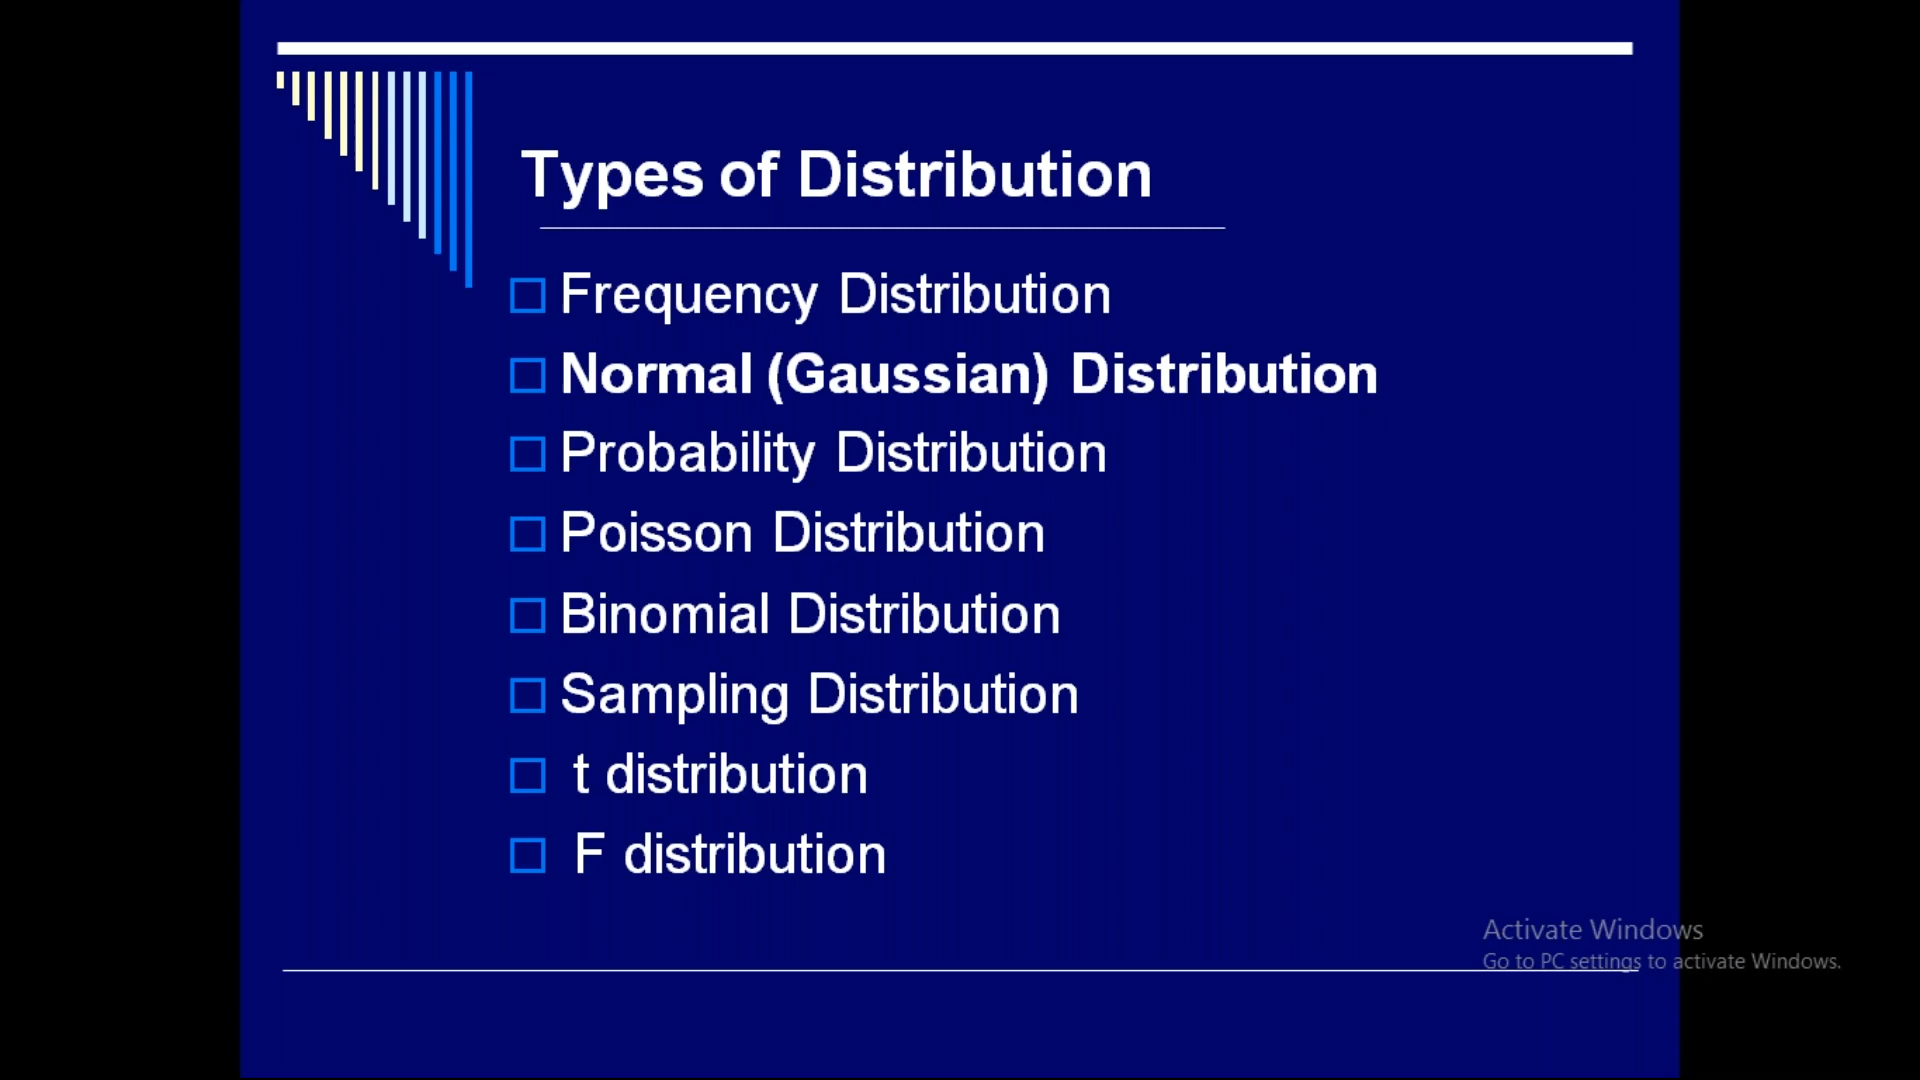 Types of Distribution
Frequency Distribution
Normal (Gaussian) Distribution
Probability Distribution
Poisson Distribution
Binomial Distribution
Sampling Distribution
t distribution
F distribution
Activate Windows
Go to PC settings to activate Windows.